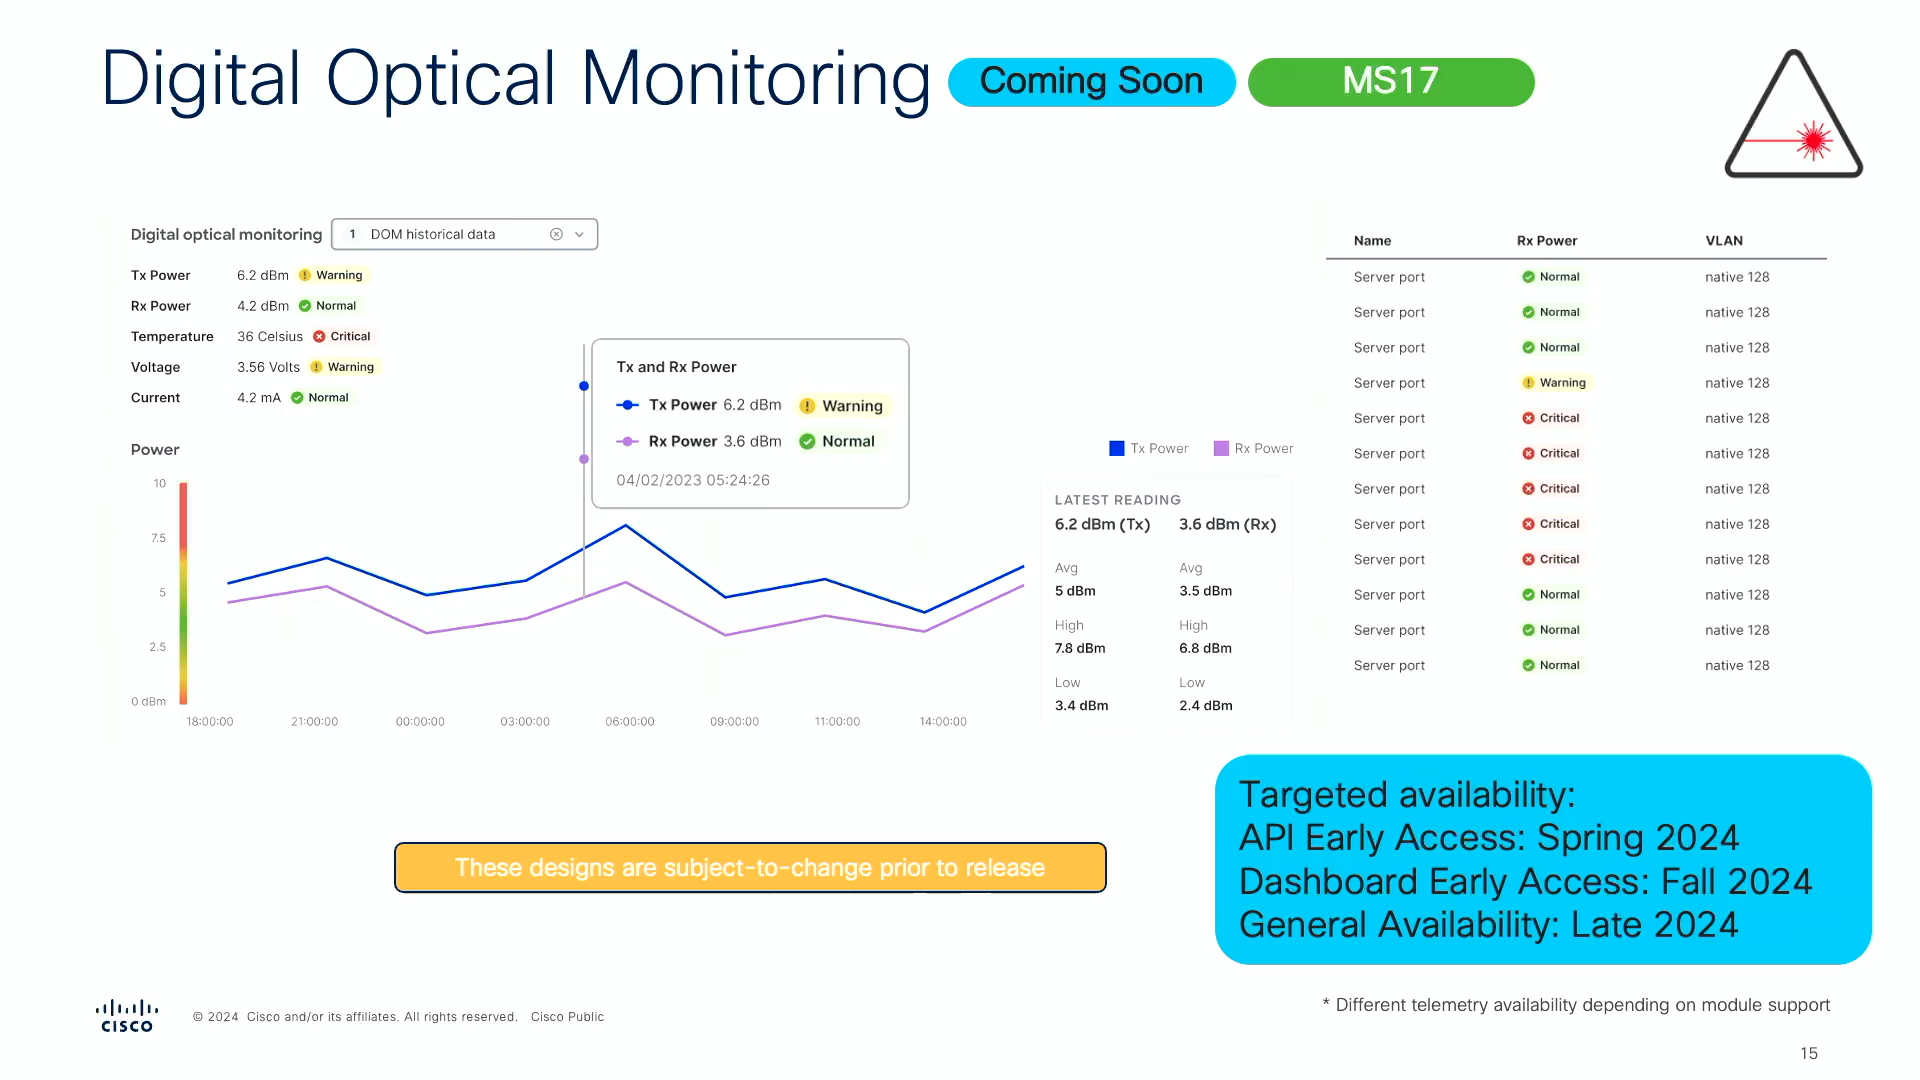 Digital Optical Monitoring
Coming Soon
MS17
Digital optical monitoring
1 DOM historical data
Tx Power 6.2 dBm Warning
Rx Power 4.2 dBm Normal
Temperature 36 Celsius Critical
Voltage 3.56 Volts Warning
Current 4.2 mA Normal
Power
10
7.5
5
2.5
0 dBm
18:00:00 21:00:00 00:00:00 03:00:00 06:00:00 09:00:00 11:00:00 14:00:00
Tx and Rx Power
Tx Power 6.2 dBm Warning
Rx Power 3.6 dBm Normal
04/02/2023 05:24:26
Tx Power Rx Power
LATEST READING
6.2 dBm (Tx) 3.6 dBm (Rx)
Avg Avg
5 dBm 3.5 dBm
High High
7.8 dBm 6.8 dBm
Low Low
3.4 dBm 2.4 dBm
Name Rx Power VLAN
Server port Normal native 128
Server port Normal native 128
Server port Normal native 128
Server port Warning native 128
Server port Critical native 128
Server port Critical native 128
Server port Critical native 128
Server port Critical native 128
Server port Critical native 128
Server port Normal native 128
Server port Normal native 128
Server port Normal native 128
These designs are subject-to-change prior to release
Targeted availability:
API Early Access: Spring 2024
Dashboard Early Access: Fall 2024
General Availability: Late 2024
* Different telemetry availability depending on module support
CISCO
© 2024 Cisco and/or its affiliates. All rights reserved. Cisco Public
15